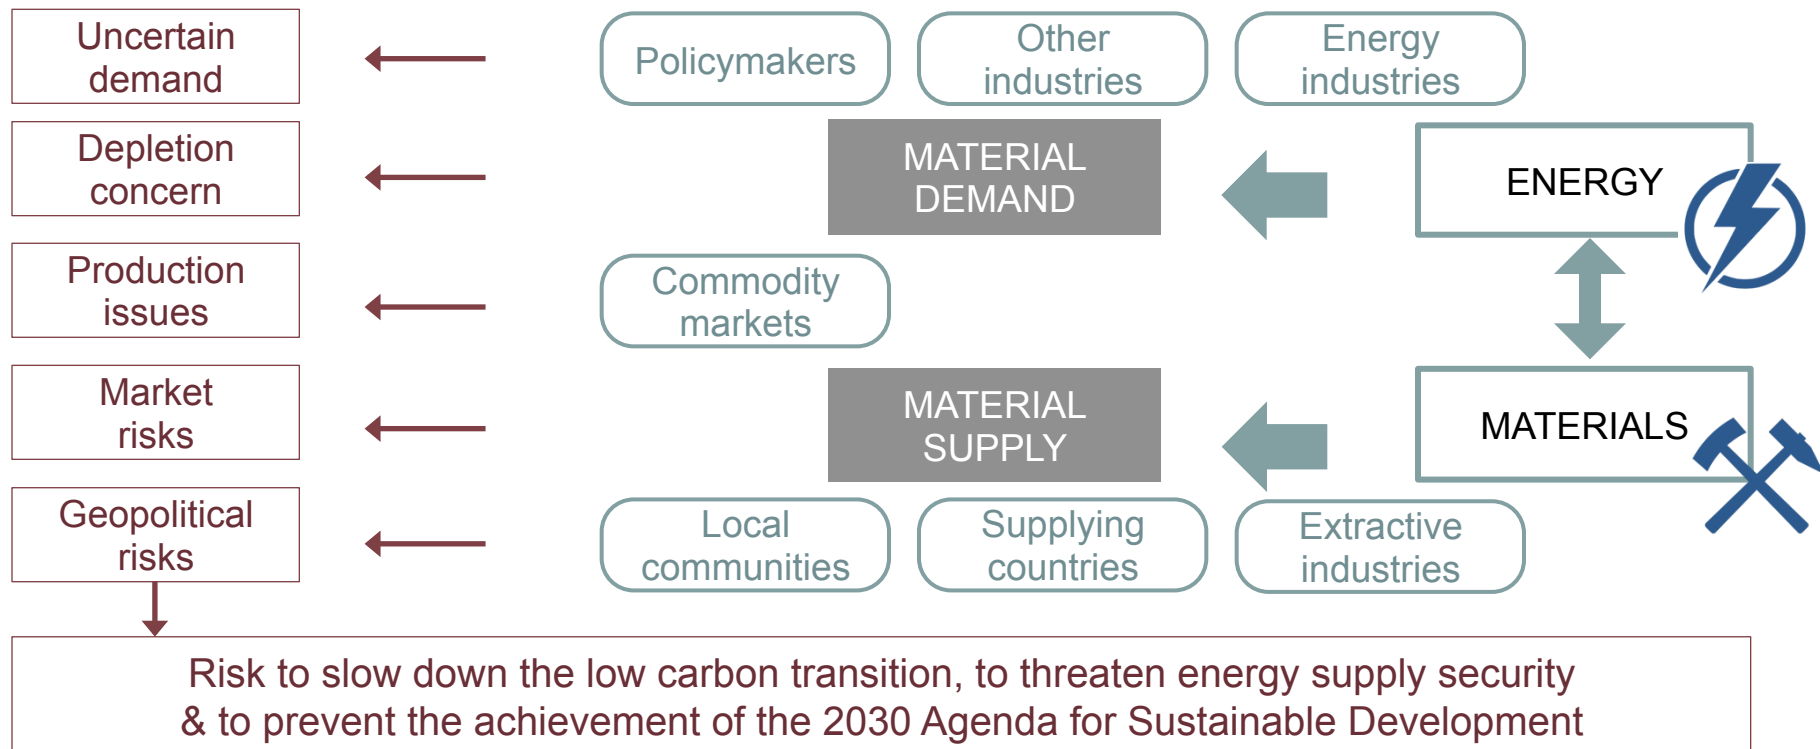 Uncertain
demand
Policymakers
Other
industries
Energy
industries
Depletion
concern
MATERIAL
DEMAND
ENERGY
Production
issues
Commodity
markets
Market
risks
MATERIAL
SUPPLY
MATERIALS
Geopolitical
risks
Local
communities
Supplying
countries
Extractive
industries
Risk to slow down the low carbon transition, to threaten energy supply security
& to prevent the achievement of the 2030 Agenda for Sustainable Development